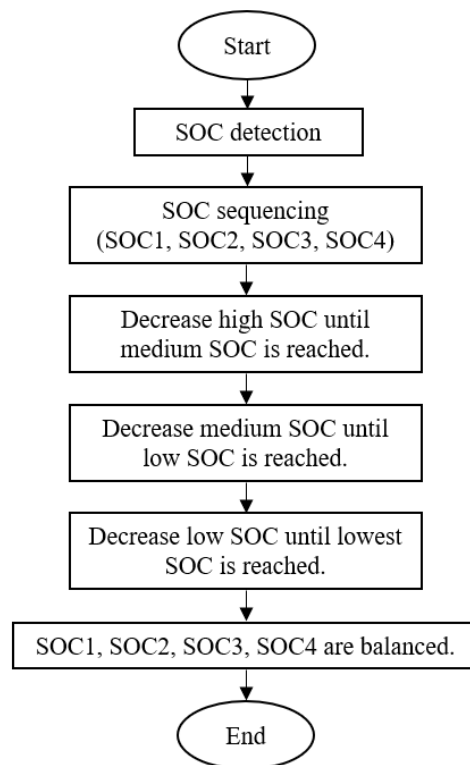 Start
SOC detection
SOC sequencing
(SOC1, SOC2, SOC3, SOC4)
Decrease high SOC until
medium SOC is reached.
Decrease medium SOC until
low SOC is reached.
Decrease low SOC until lowest
SOC is reached.
SOC1, SOC2, SOC3, SOC4 are balanced.
End